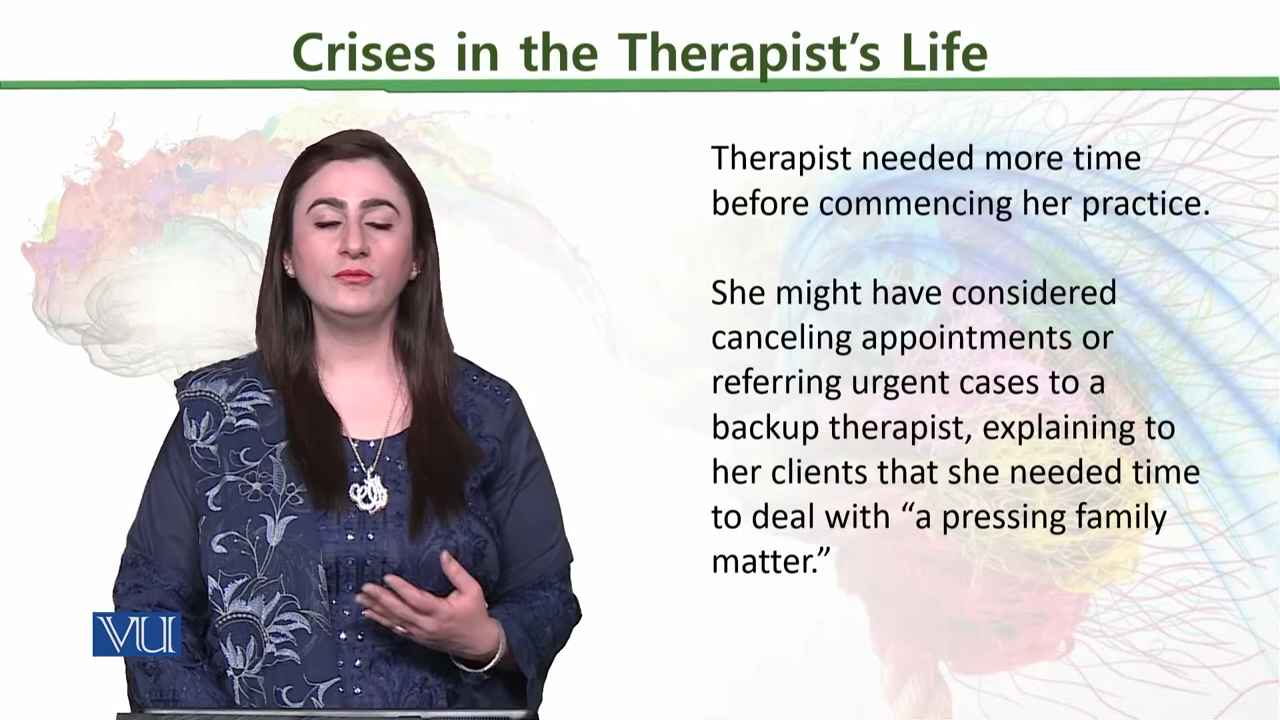 Crises in the Therapist’s Life
Therapist needed more time
before commencing her practice.
She might have considered
canceling appointments or
referring urgent cases to a
backup therapist, explaining to
her clients that she needed time
to deal with “a pressing family
matter.”
VU